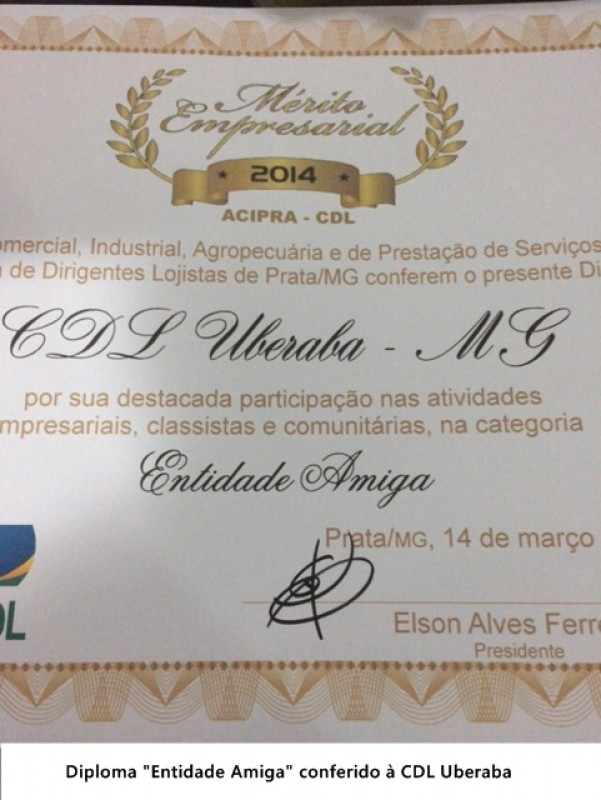 Mérito
Empresarial
2014
ACIPRA - CDL
omercial, Industrial, Agropecuária e de Prestação de Serviços
de Dirigentes Lojistas de Prata/MG conferem o presente Di
CDL Uberaba - MG
por sua destacada participação nas atividades
mpresariais, classistas e comunitárias, na categoria
Entidade Amiga
Prata/MG, 14 de março
DL
Elson Alves Ferre
Presidente
Diploma "Entidade Amiga" conferido à CDL Uberaba